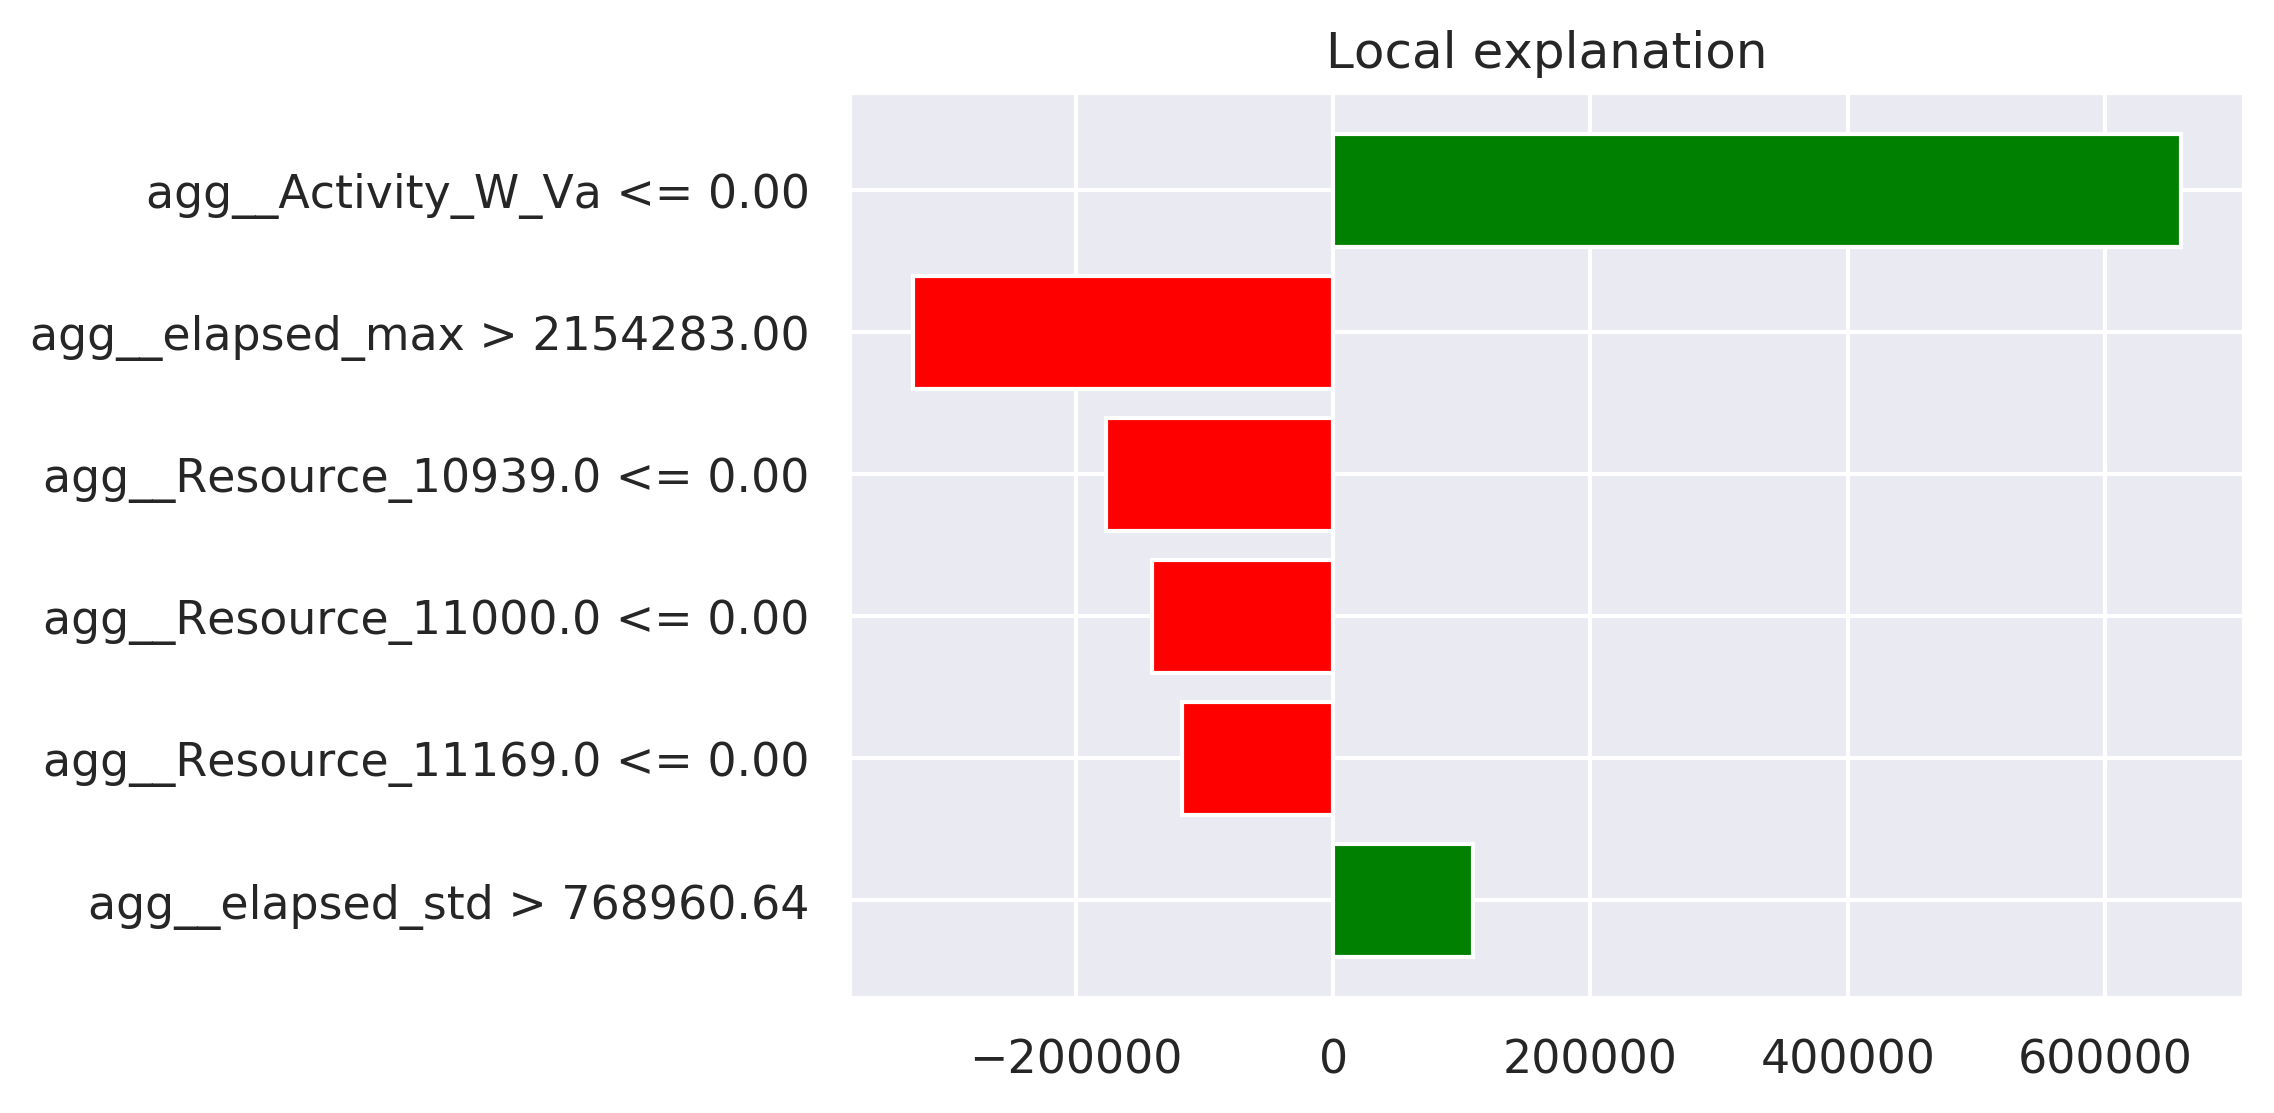 Local explanation
agg__Activity_W_Va <= 0.00
agg__elapsed_max > 2154283.00
agg__Resource_10939.0 <= 0.00
agg__Resource_11000.0 <= 0.00
agg__Resource_11169.0 <= 0.00
agg__elapsed_std > 768960.64
−200000 0 200000 400000 600000